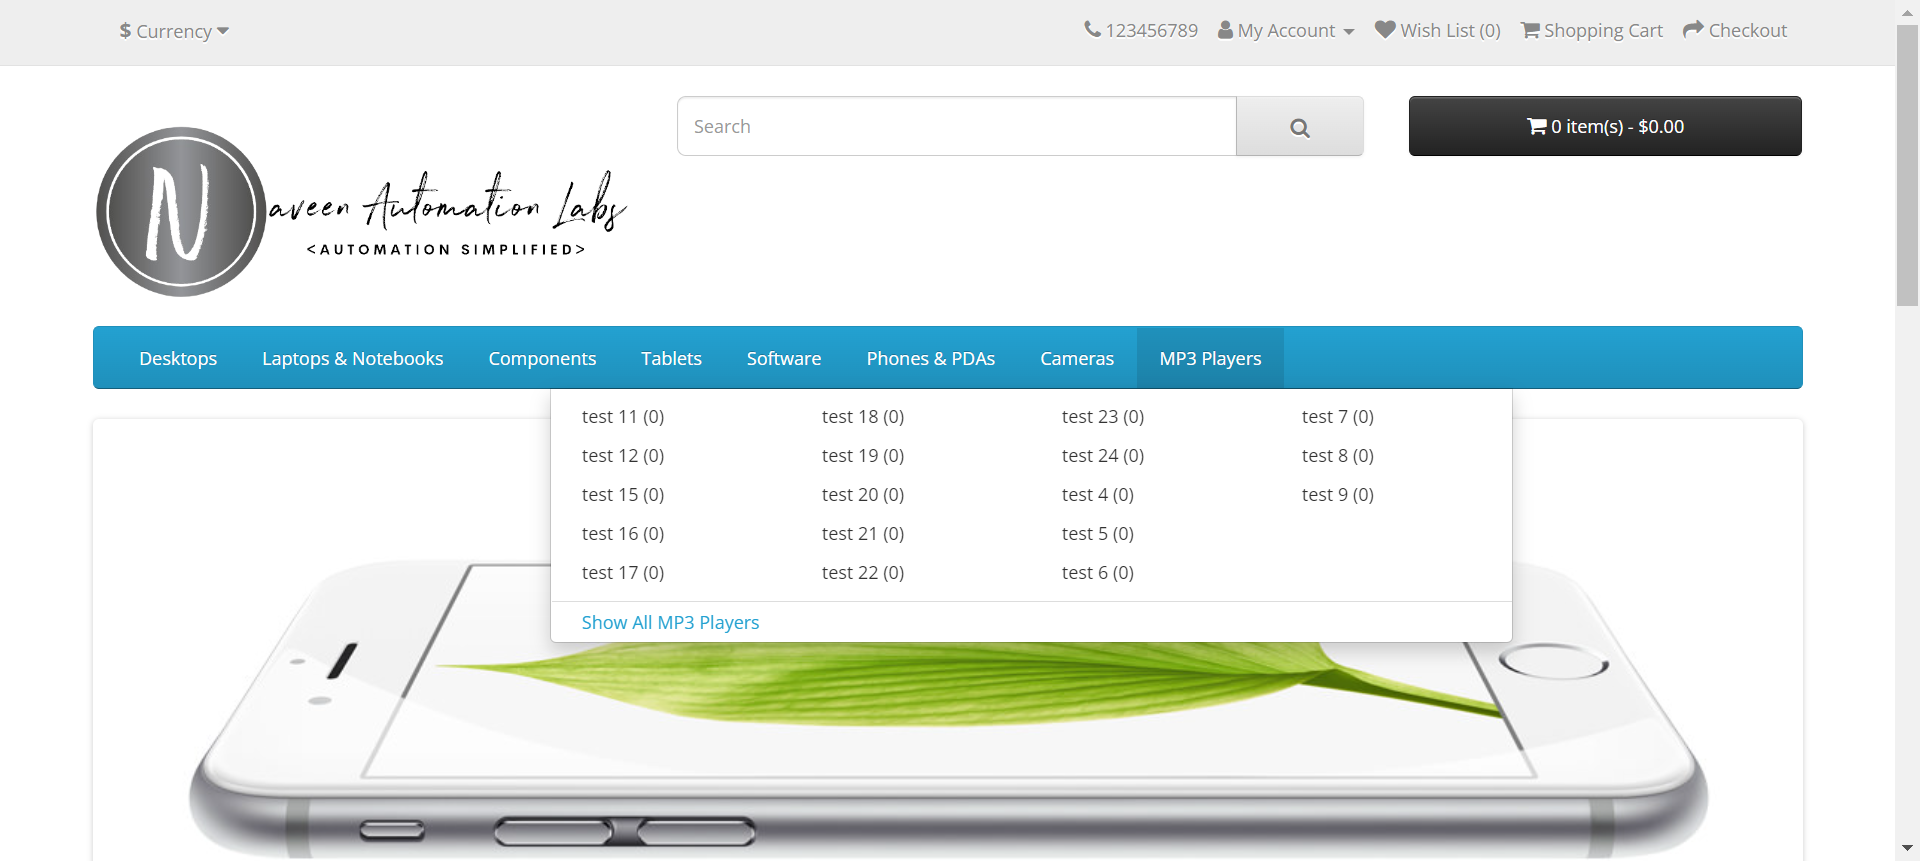 $ Currency
123456789 My Account Wish List (0) Shopping Cart Checkout
Search
0 item(s) - $0.00
Naveen Automation Labs
<AUTOMATION SIMPLIFIED>
Desktops Laptops & Notebooks Components Tablets Software Phones & PDAs Cameras MP3 Players
test 11 (0) test 18 (0) test 23 (0) test 7 (0)
test 12 (0) test 19 (0) test 24 (0) test 8 (0)
test 15 (0) test 20 (0) test 4 (0) test 9 (0)
test 16 (0) test 21 (0) test 5 (0)
test 17 (0) test 22 (0) test 6 (0)
Show All MP3 Players